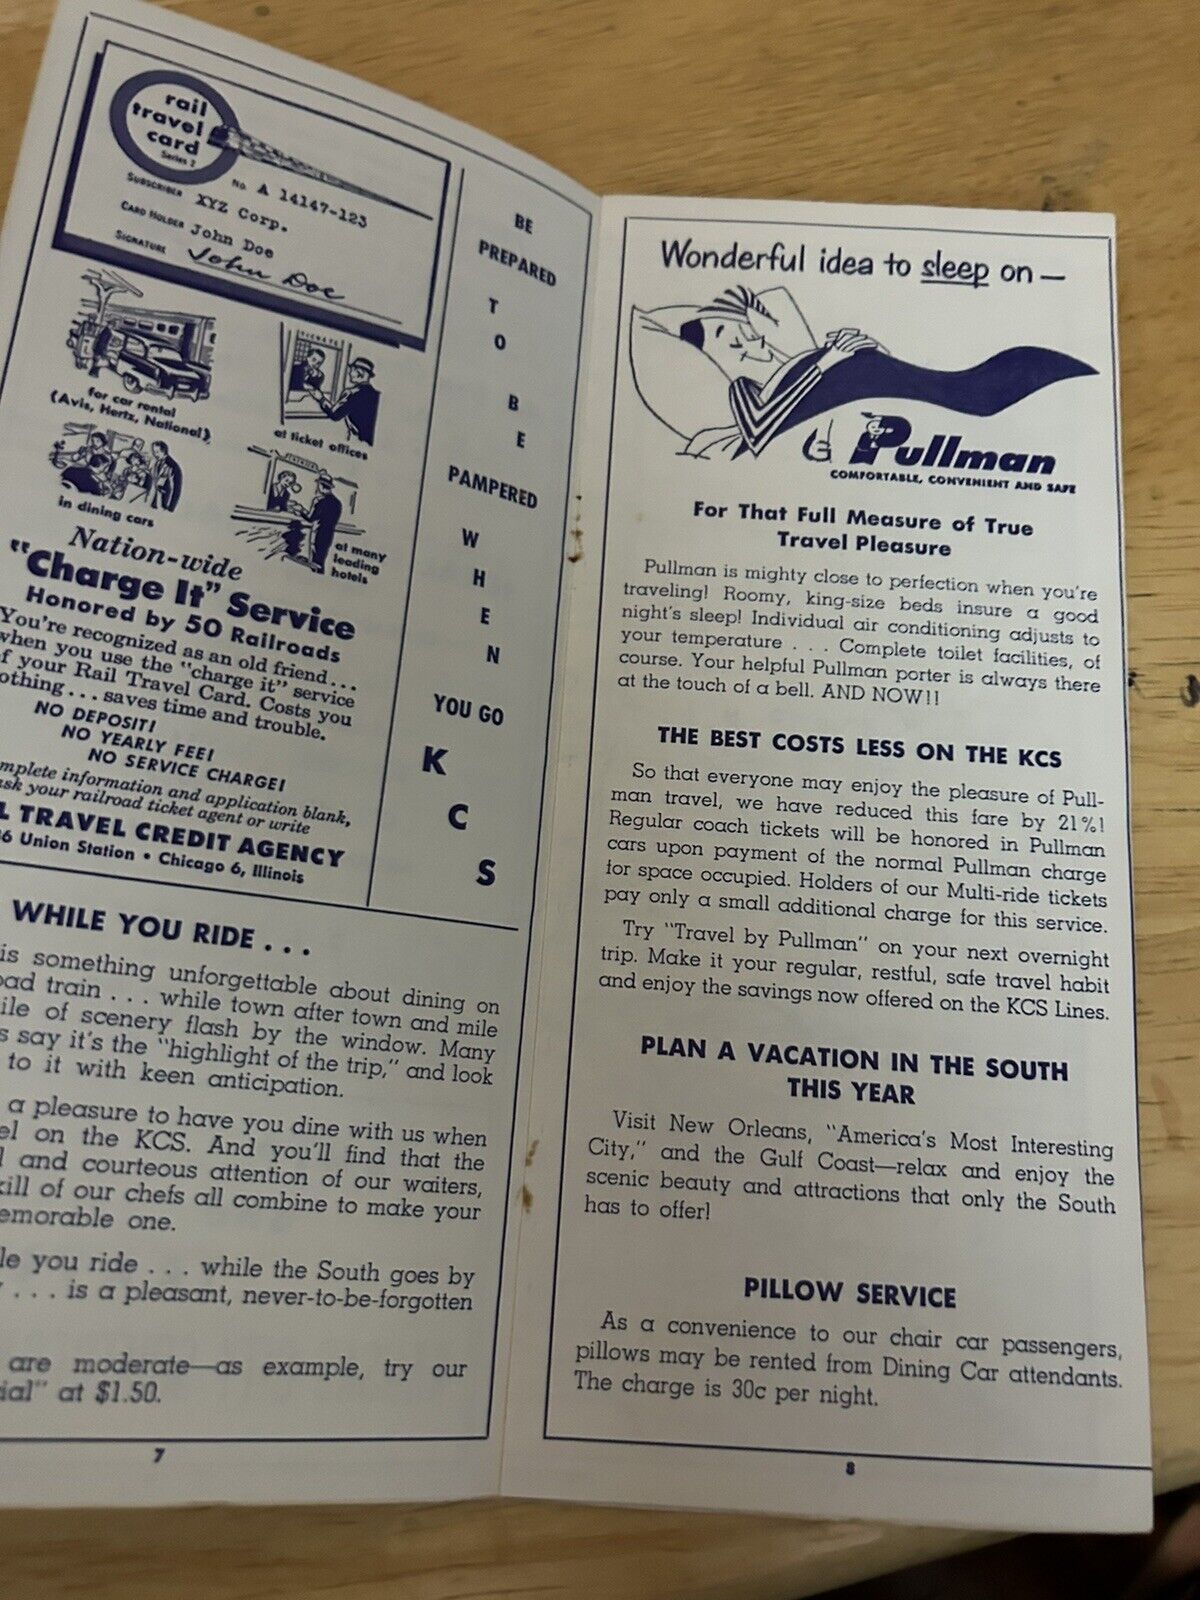 rail
travel
card
Series 2
No. A 14147-123
SUBSCRIBER XYZ Corp.
CARD HOLDER John Doe
SIGNATURE John Doe
for car rental
(Avis, Hertz, National)
TICKETS
at ticket offices
in dining cars
at many
leading
hotels
Nation-wide
"Charge It" Service
Honored by 50 Railroads
You're recognized as an old friend...
when you use the "charge it" service
of your Rail Travel Card. Costs you
nothing... saves time and trouble.
NO DEPOSIT!
NO YEARLY FEE!
NO SERVICE CHARGE!
complete information and application blank,
ask your railroad ticket agent or write
L TRAVEL CREDIT AGENCY
6 Union Station • Chicago 6, Illinois
BE
PREPARED
T
O
B
E
PAMPERED
W
H
E
N
YOU GO
K
C
S
WHILE YOU RIDE . . .
is something unforgettable about dining on
oad train . . . while town after town and mile
ile of scenery flash by the window. Many
s say it's the "highlight of the trip," and look
to it with keen anticipation.
a pleasure to have you dine with us when
el on the KCS. And you'll find that the
l and courteous attention of our waiters,
kill of our chefs all combine to make your
emorable one.
le you ride . . . while the South goes by
. . . is a pleasant, never-to-be-forgotten
are moderate—as example, try our
ial" at $1.50.
7
Wonderful idea to sleep on—
Pullman
COMFORTABLE, CONVENIENT AND SAFE
For That Full Measure of True
Travel Pleasure
Pullman is mighty close to perfection when you're
traveling! Roomy, king-size beds insure a good
night's sleep! Individual air conditioning adjusts to
your temperature . . . Complete toilet facilities, of
course. Your helpful Pullman porter is always there
at the touch of a bell. AND NOW!!
THE BEST COSTS LESS ON THE KCS
So that everyone may enjoy the pleasure of Pull-
man travel, we have reduced this fare by 21%!
Regular coach tickets will be honored in Pullman
cars upon payment of the normal Pullman charge
for space occupied. Holders of our Multi-ride tickets
pay only a small additional charge for this service.
Try "Travel by Pullman" on your next overnight
trip. Make it your regular, restful, safe travel habit
and enjoy the savings now offered on the KCS Lines.
PLAN A VACATION IN THE SOUTH
THIS YEAR
Visit New Orleans, "America's Most Interesting
City," and the Gulf Coast—relax and enjoy the
scenic beauty and attractions that only the South
has to offer!
PILLOW SERVICE
As a convenience to our chair car passengers,
pillows may be rented from Dining Car attendants.
The charge is 30c per night.
8